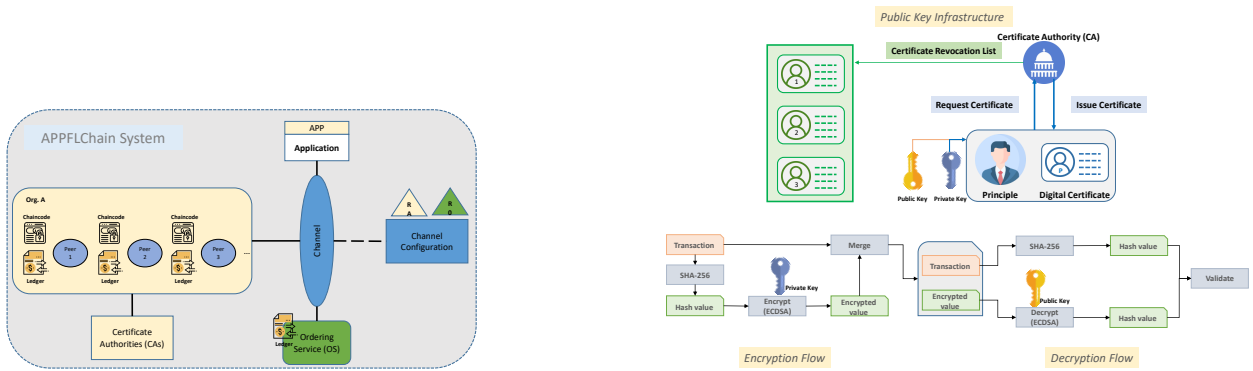 APPFLChain System
APP
Application
Org. A
Chaincode
Chaincode
Chaincode
Peer
1
Peer
2
Peer
3
...
Ledger
Ledger
Ledger
Channel
R
A
R
0
Channel
Configuration
Certificate
Authorities (CAs)
Ledger
Ordering
Service (OS)
Public Key Infrastructure
Certificate Authority (CA)
Certificate Revocation List
1
2
3
Request Certificate
Issue Certificate
Public Key
Private Key
P
Principle
Digital Certificate
Transaction
Merge
SHA-256
Private Key
Hash value
Encrypt
(ECDSA)
Encrypted
value
Transaction
Encrypted
value
SHA-256
Hash value
Public Key
Decrypt
(ECDSA)
Hash value
Validate
Encryption Flow
Decryption Flow